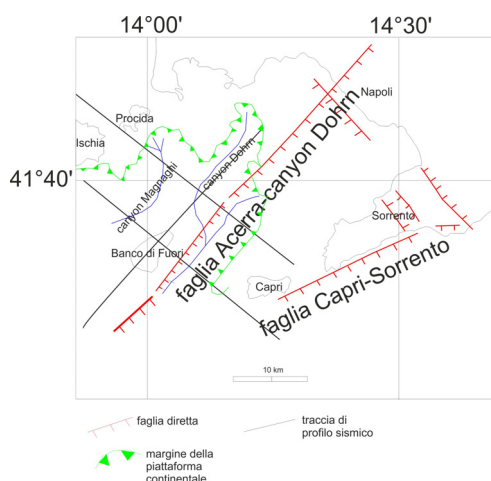 14°00'
14°30'
Napoli
Procida
Ischia
41°40'
canyon Magnaghi
canyon Dohrn
faglia Acerra-canyon Dohrn
Sorrento
Banco di Fuori
Capri
faglia Capri-Sorrento
10 km
faglia diretta
traccia di
profilo sismico
margine della
piattaforma
continentale